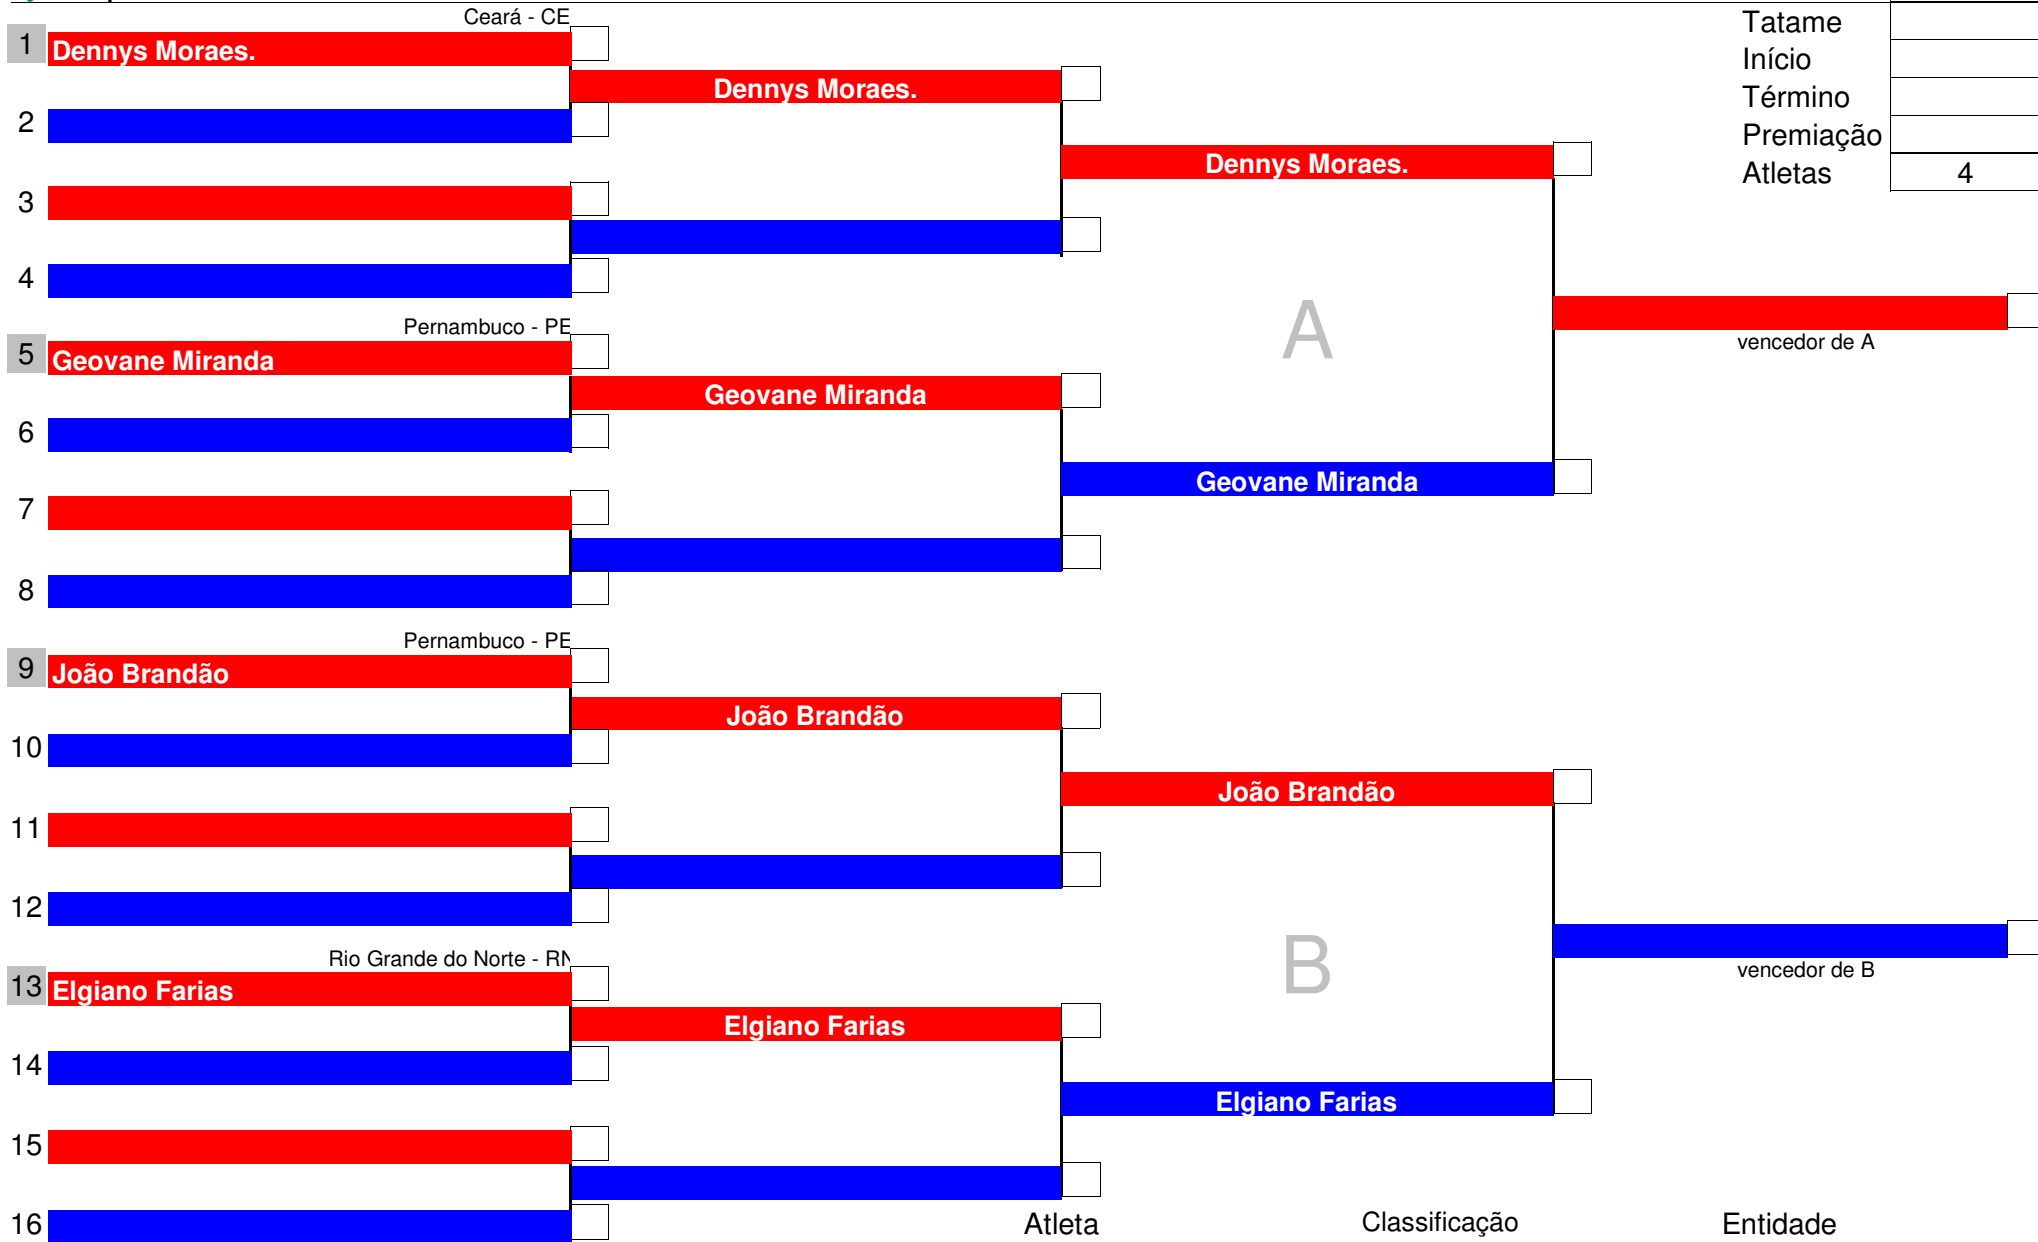 Ceará - CE
Tatame
1 Dennys Moraes.
Início
Dennys Moraes.
Término
2
Premiação
Dennys Moraes.
Atletas 4
3
4
Pernambuco - PE
A
vencedor de A
5 Geovane Miranda
Geovane Miranda
6
Geovane Miranda
7
8
Pernambuco - PE
9 João Brandão
João Brandão
10
João Brandão
11
12
B
Rio Grande do Norte - RN
vencedor de B
13 Elgiano Farias
Elgiano Farias
14
Elgiano Farias
15
16
Atleta Classificação Entidade